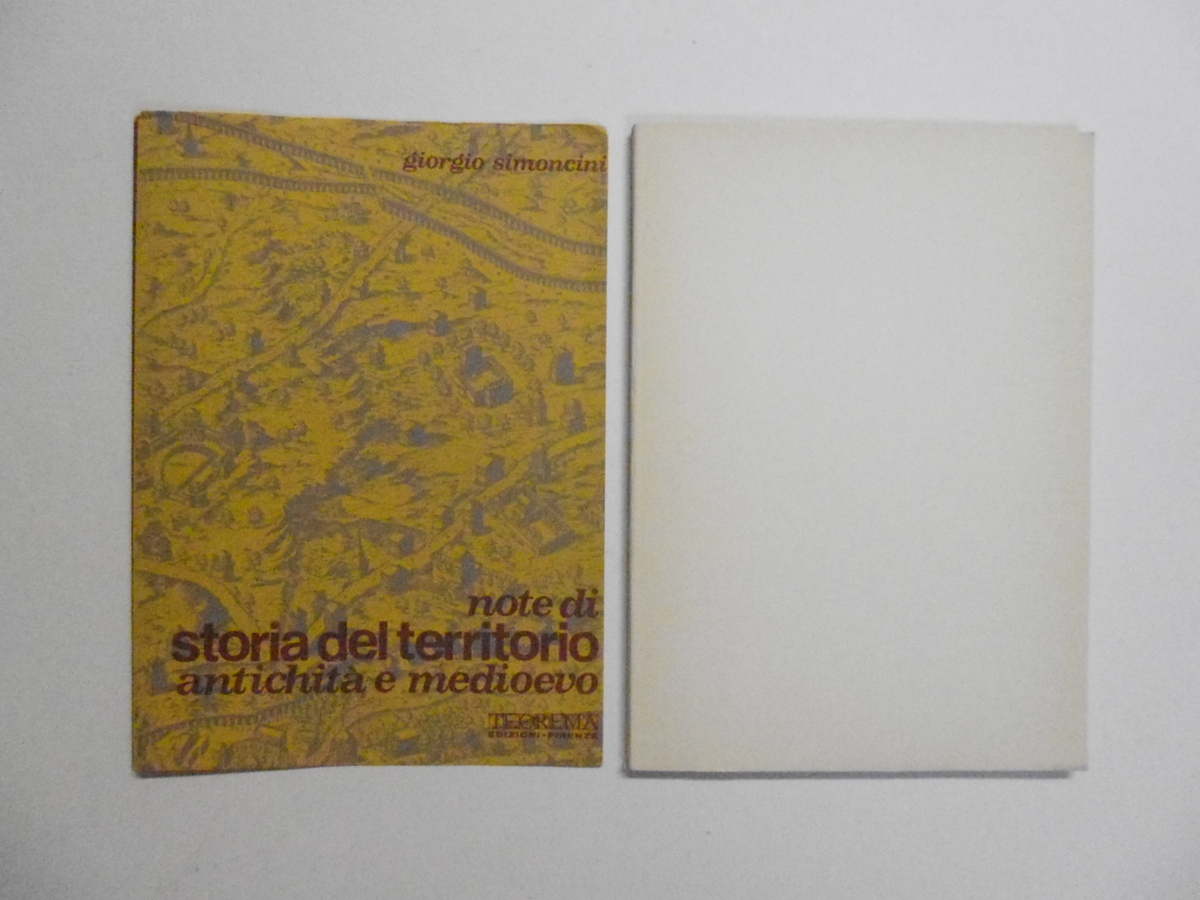 giorgio simoncini
note di
storia del territorio
antichità e medioevo
TEOREMA
EDIZIONI - FIRENZE